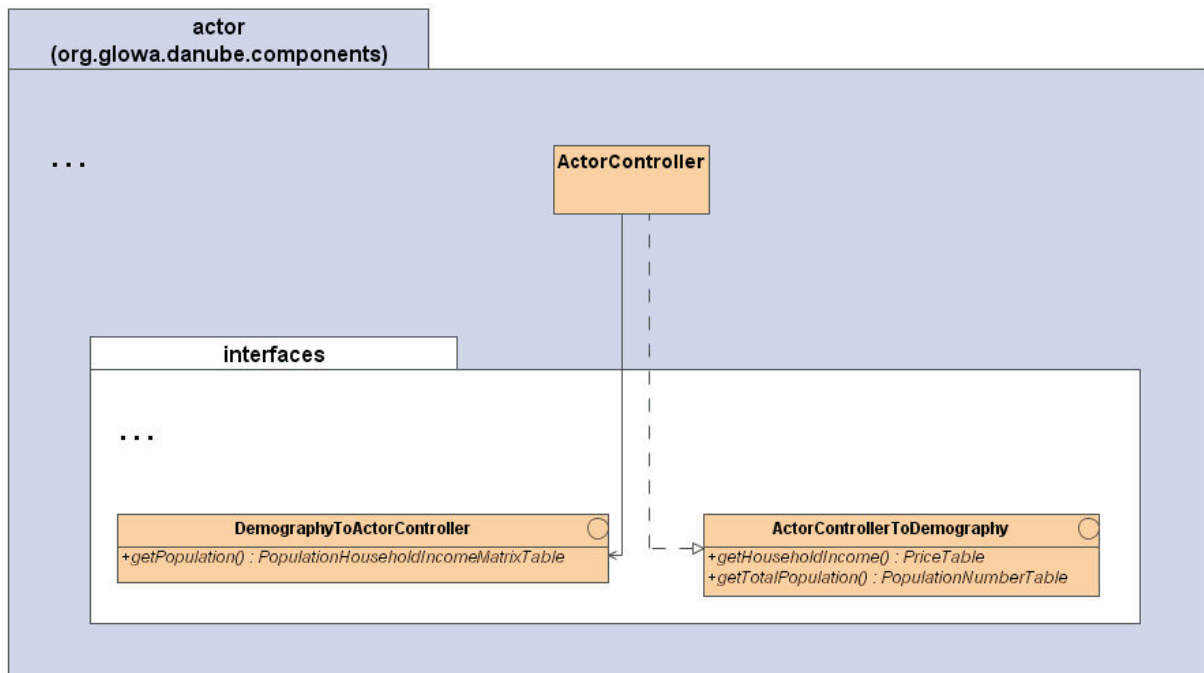 actor
(org.glowa.danube.components)
...
ActorController
interfaces
...
DemographyToActorController
+getPopulation() : PopulationHouseholdIncomeMatrixTable
ActorControllerToDemography
+getHouseholdIncome() : PriceTable
+getTotalPopulation() : PopulationNumberTable